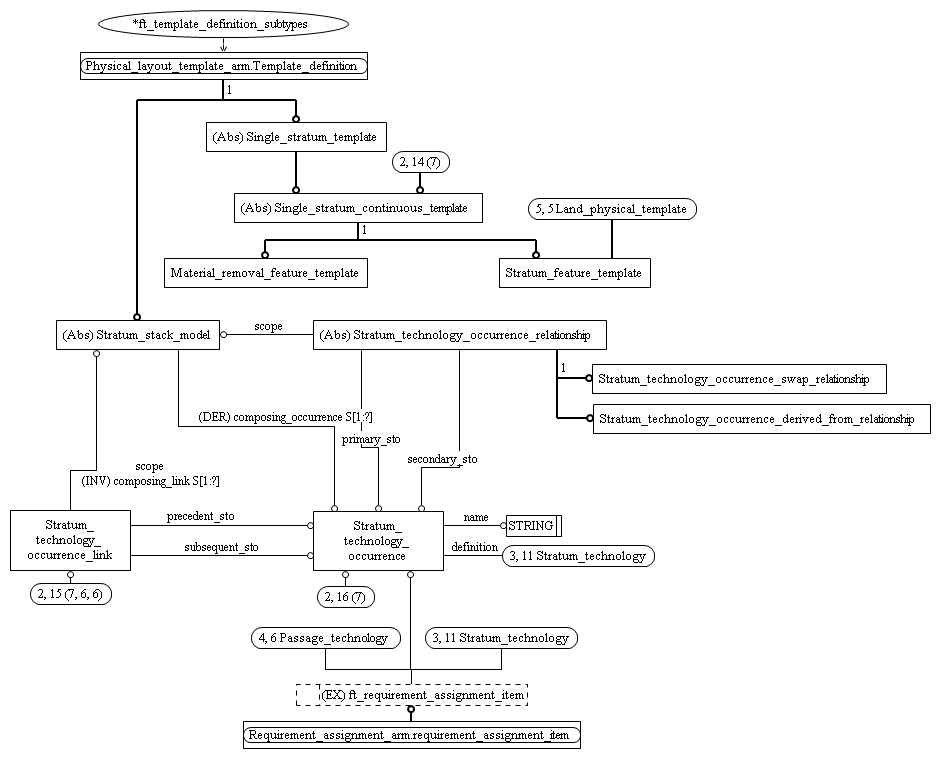 *ft_template_definition_subtypes
Physical_layout_template_arm.Template_definition
1
(Abs) Single_stratum_template
2, 14 (7)
(Abs) Single_stratum_continuous_template
5, 5 Land_physical_template
1
Material_removal_feature_template
Stratum_feature_template
(Abs) Stratum_stack_model
scope
(Abs) Stratum_technology_occurrence_relationship
1
Stratum_technology_occurrence_swap_relationship
(DER) composing_occurrence S[1:?]
Stratum_technology_occurrence_derived_from_relationship
primary_sto
secondary_sto
scope
(INV) composing_link S[1:?]
Stratum_
technology_
occurrence_link
precedent_sto
subsequent_sto
Stratum_
technology_
occurrence
name
STRING
definition
3, 11 Stratum_technology
2, 15 (7, 6, 6)
2, 16 (7)
4, 6 Passage_technology
3, 11 Stratum_technology
(EX) ft_requirement_assignment_item
Requirement_assignment_arm.requirement_assignment_item